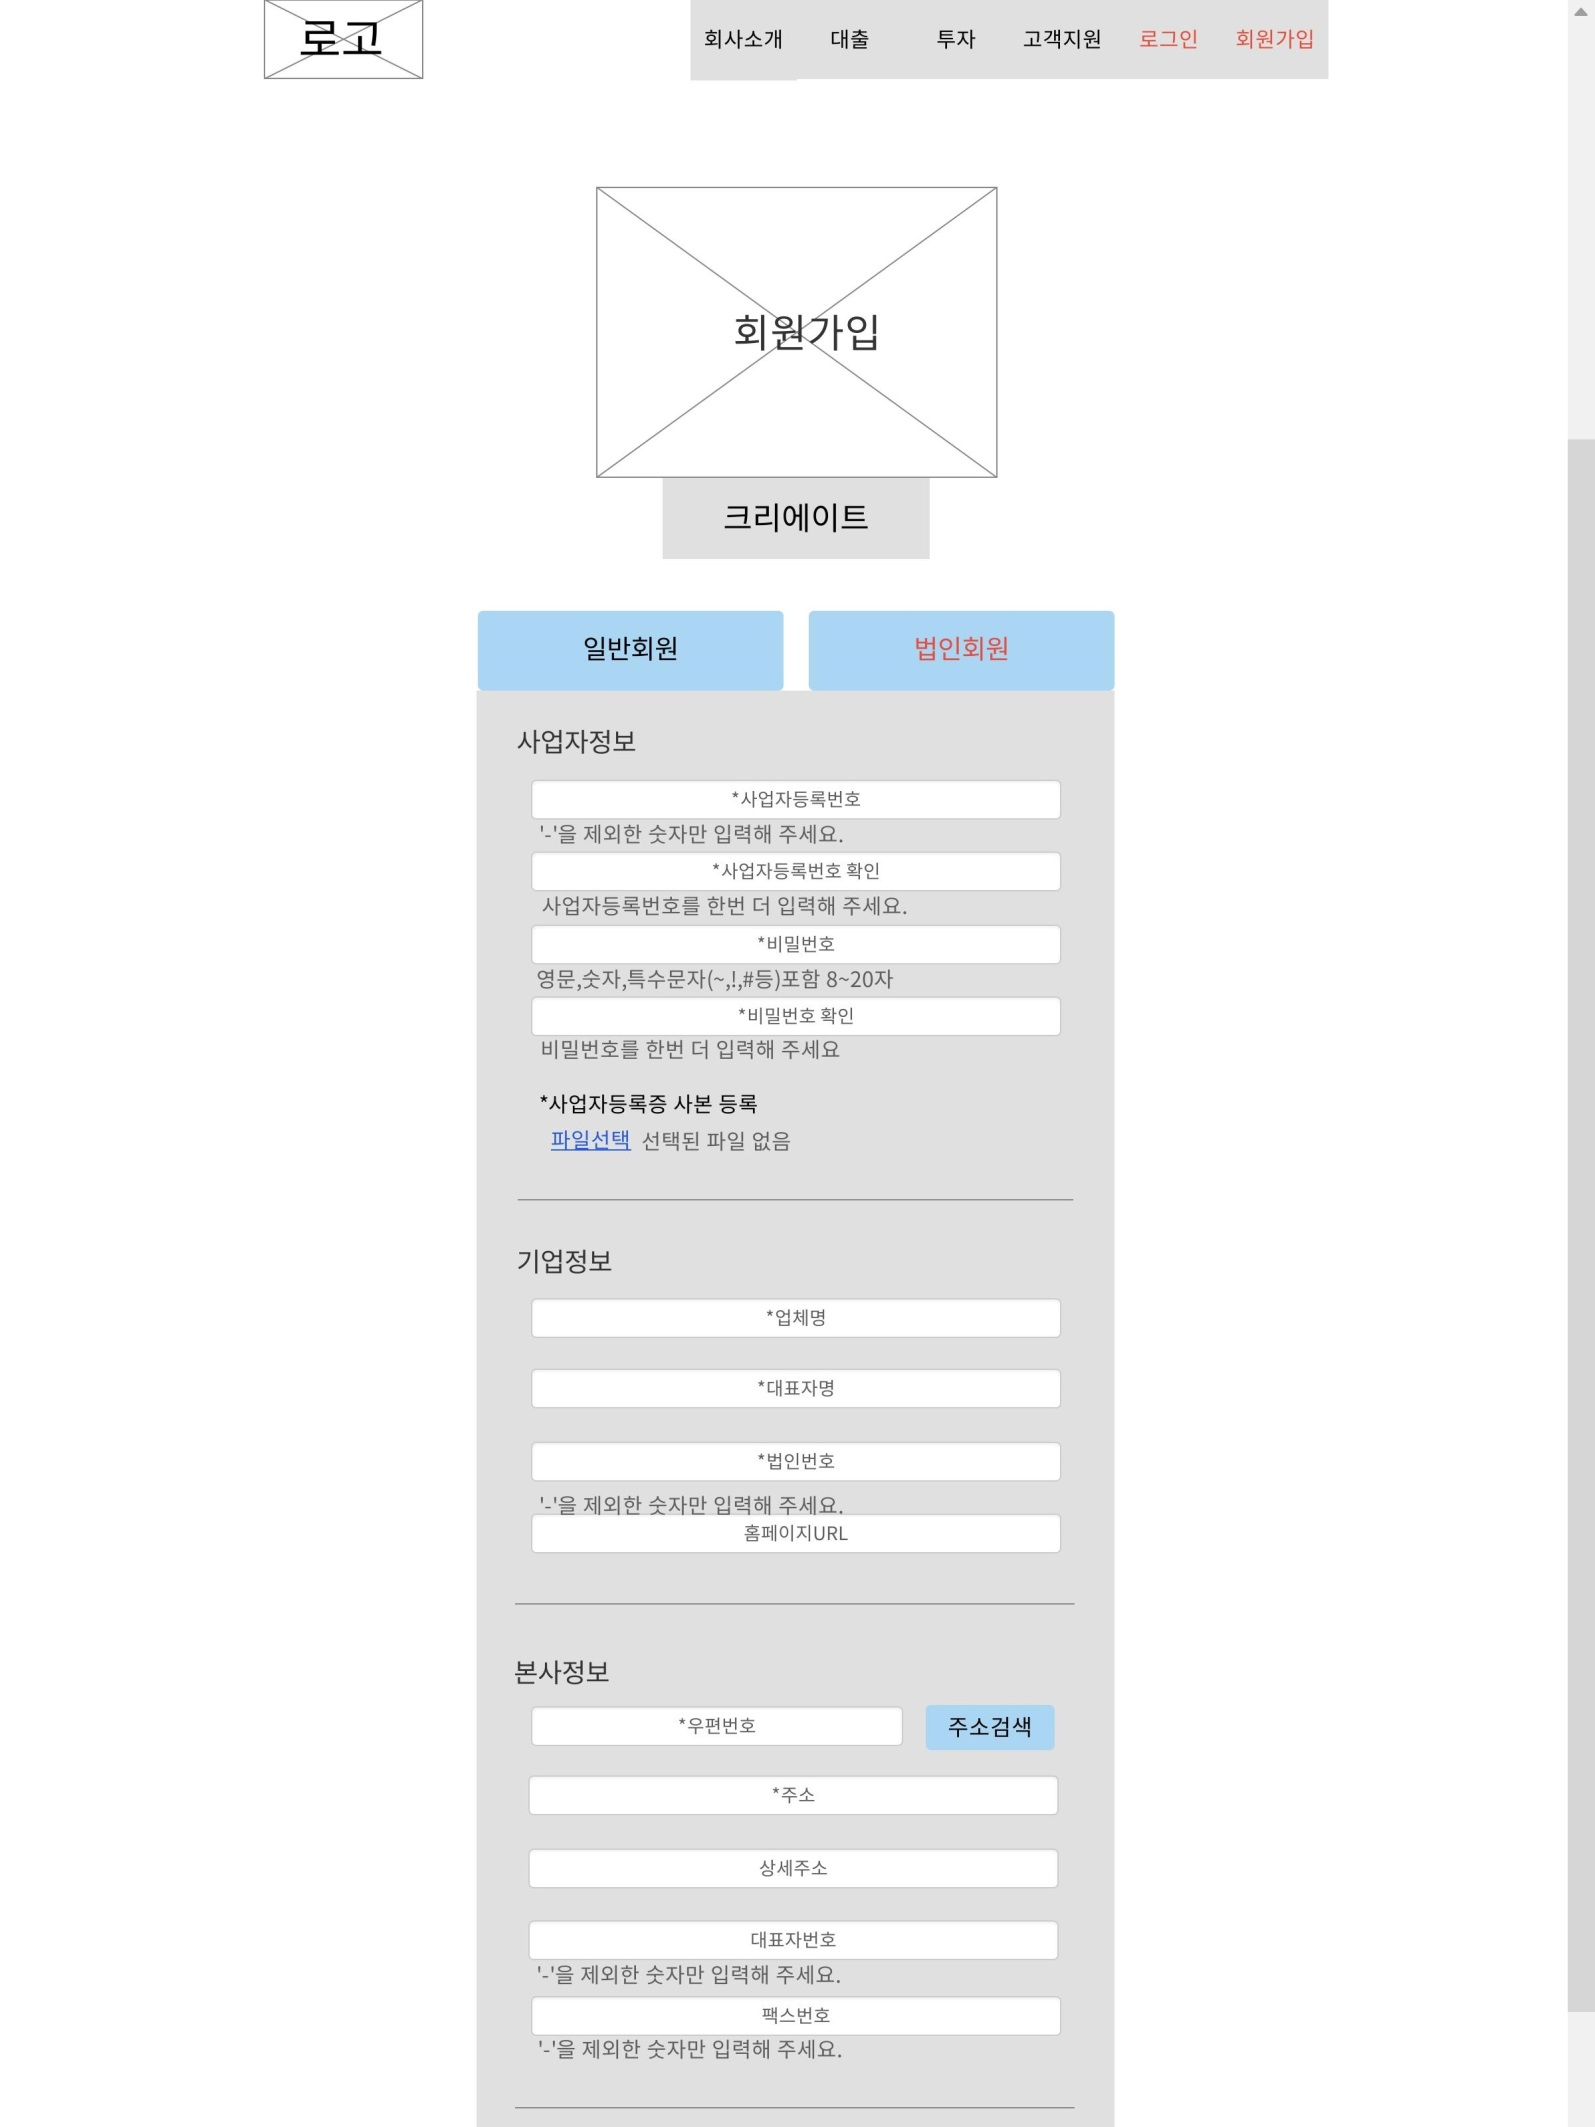 로고
회사소개 대출 투자 고객지원 로그인 회원가입
회원가입
크리에이트
일반회원 법인회원
사업자정보
*사업자등록번호
'-'을 제외한 숫자만 입력해 주세요.
*사업자등록번호 확인
사업자등록번호를 한번 더 입력해 주세요.
*비밀번호
영문,숫자,특수문자(~,!,#등)포함 8~20자
*비밀번호 확인
비밀번호를 한번 더 입력해 주세요
*사업자등록증 사본 등록
파일선택 선택된 파일 없음
기업정보
*업체명
*대표자명
*법인번호
'-'을 제외한 숫자만 입력해 주세요.
홈페이지URL
본사정보
*우편번호 주소검색
*주소
상세주소
대표자번호
'-'을 제외한 숫자만 입력해 주세요.
팩스번호
'-'을 제외한 숫자만 입력해 주세요.